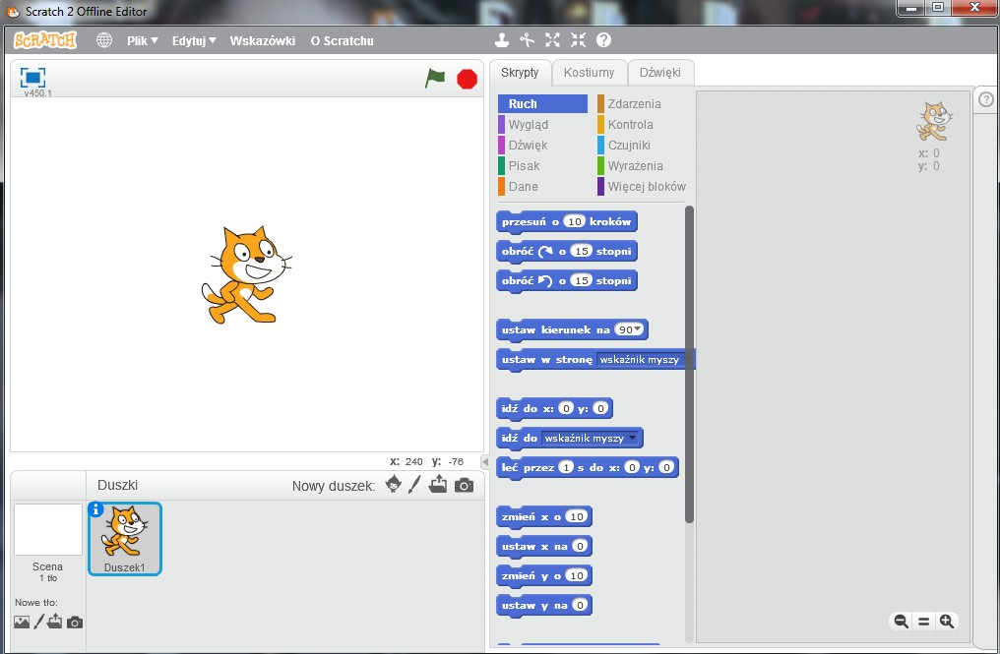 Scratch 2 Offline Editor
SCRATCH Plik Edytuj Wskazówki O Scratchu
v450.1
Skrypty Kostiumy Dźwięki
Ruch Zdarzenia
Wygląd Kontrola
Dźwięk Czujniki
Pisak Wyrażenia
Dane Więcej bloków
x: 0
y: 0
przesuń o 10 kroków
obróć o 15 stopni
obróć o 15 stopni
ustaw kierunek na 90
ustaw w stronę wskaźnik myszy
idź do x: 0 y: 0
idź do wskaźnik myszy
leć przez 1 s do x: 0 y: 0
zmień x o 10
ustaw x na 0
zmień y o 10
ustaw y na 0
x: 240 y: -76
Duszki Nowy duszek:
Scena
1 tło
Nowe tło:
Duszek1